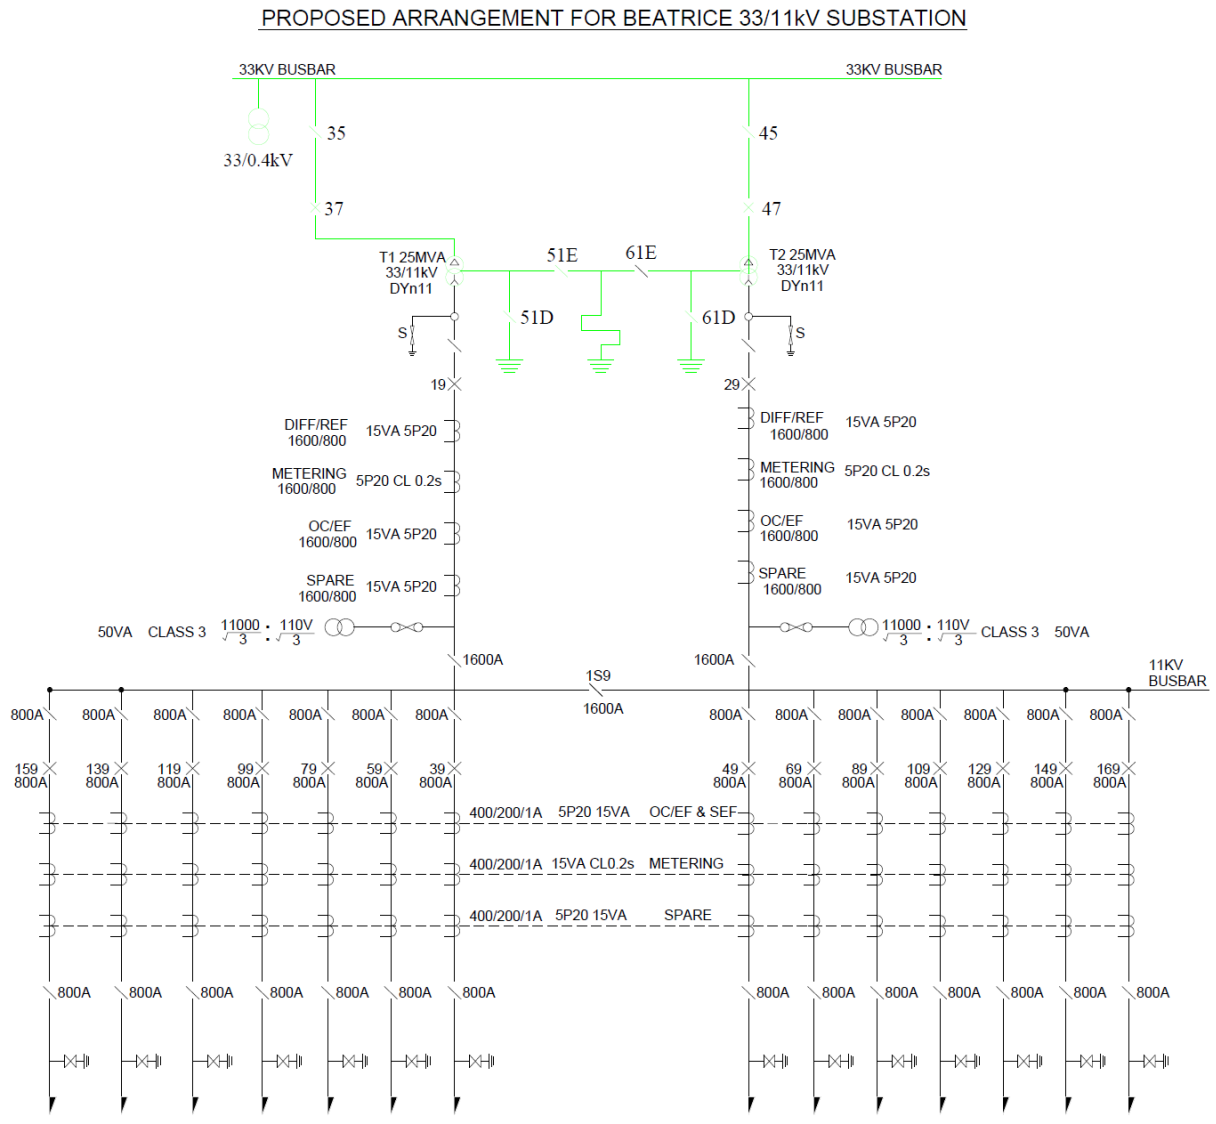 PROPOSED ARRANGEMENT FOR BEATRICE 33/11kV SUBSTATION
33KV BUSBAR 33KV BUSBAR
35 45
33/0.4kV
37 47
T1 25MVA
33/11kV
DYn11
51E 61E
T2 25MVA
33/11kV
DYn11
51D 61D
S S
19 29
DIFF/REF
1600/800
15VA 5P20
DIFF/REF
1600/800
15VA 5P20
METERING
1600/800
5P20 CL 0.2s
METERING
1600/800
5P20 CL 0.2s
OC/EF
1600/800
15VA 5P20
OC/EF
1600/800
15VA 5P20
SPARE
1600/800
15VA 5P20
SPARE
1600/800
15VA 5P20
50VA CLASS 3 11000/√3 : 110V/√3
11000/√3 : 110V/√3 CLASS 3 50VA
1600A 1600A
1S9
1600A
11KV
BUSBAR
800A 800A 800A 800A 800A 800A 800A 800A 800A 800A 800A 800A 800A 800A
159 139 119 99 79 59 39 49 69 89 109 129 149 169
800A 800A 800A 800A 800A 800A 800A 800A 800A 800A 800A 800A 800A 800A
400/200/1A 5P20 15VA OC/EF & SEF
400/200/1A 15VA CL0.2s METERING
400/200/1A 5P20 15VA SPARE
800A 800A 800A 800A 800A 800A 800A 800A 800A 800A 800A 800A 800A 800A